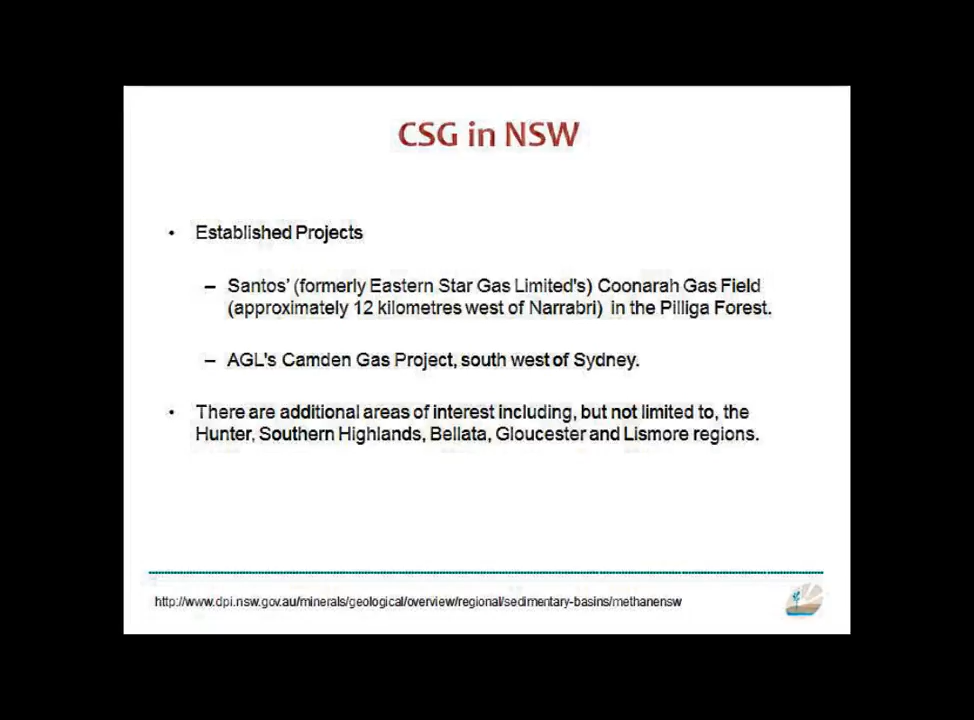 CSG in NSW
• Established Projects
– Santos' (formerly Eastern Star Gas Limited's) Coonarah Gas Field
(approximately 12 kilometres west of Narrabri) in the Pilliga Forest.
– AGL's Camden Gas Project, south west of Sydney.
• There are additional areas of interest including, but not limited to, the
Hunter, Southern Highlands, Bellata, Gloucester and Lismore regions.
http://www.dpi.nsw.gov.au/minerals/geological/overview/regional/sedimentary-basins/methanensw